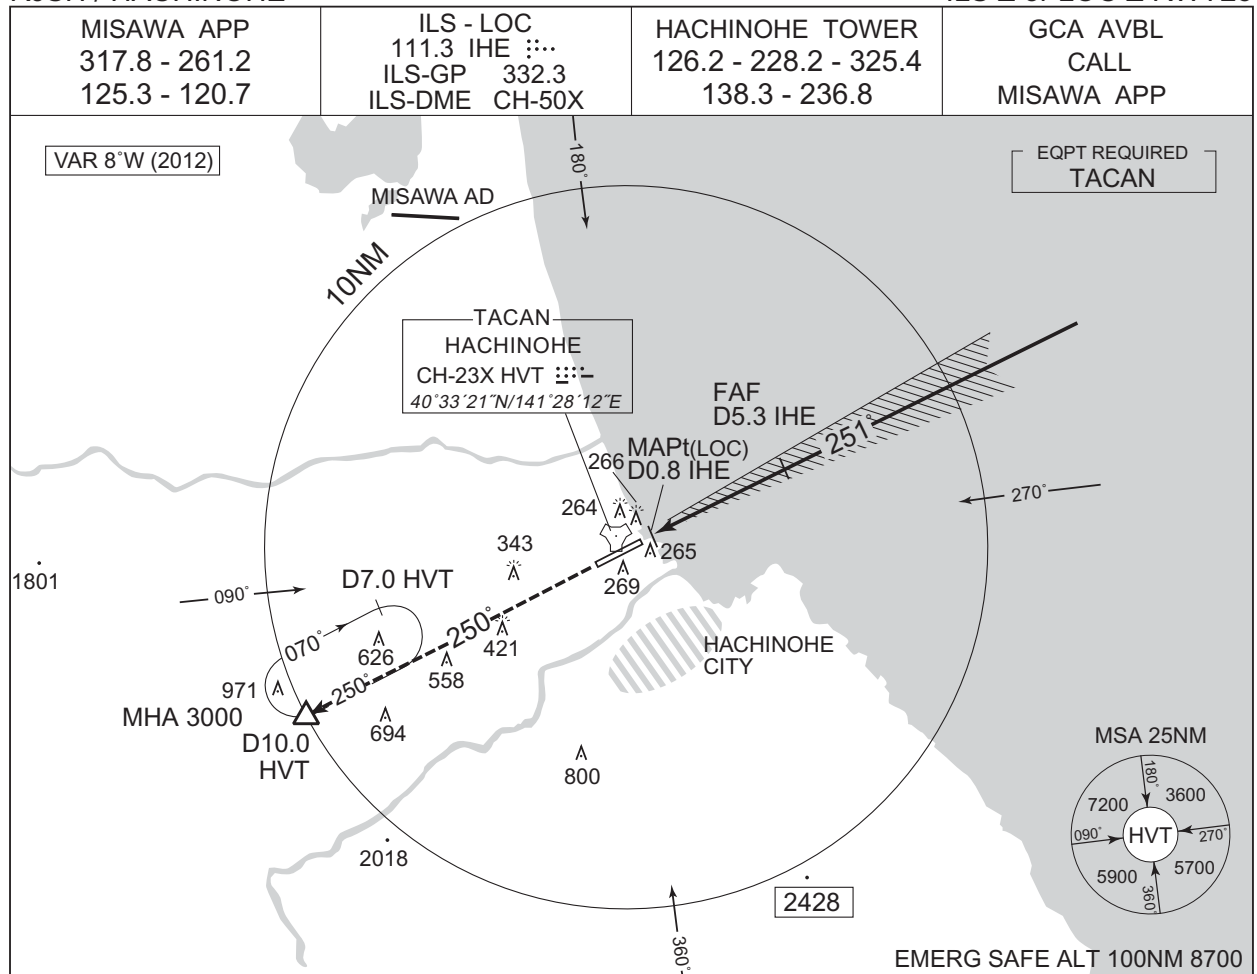 MISAWA APP
317.8 - 261.2
125.3 - 120.7
ILS - LOC
111.3 IHE
ILS-GP 332.3
ILS-DME CH-50X
HACHINOHE TOWER
126.2 - 228.2 - 325.4
138.3 - 236.8
GCA AVBL
CALL
MISAWA APP
VAR 8°W (2012)
EQPT REQUIRED
TACAN
180°
MISAWA AD
10NM
TACAN
HACHINOHE
CH-23X HVT
40°33´21˝N/141°28´12˝E
FAF
D5.3 IHE
251°
MAPt(LOC)
D0.8 IHE
266
264
265
269
270°
343
1801
090°
D7.0 HVT
070°
250°
421
626
558
250°
971
MHA 3000
D10.0
HVT
694
HACHINOHE
CITY
800
2018
2428
360°
MSA 25NM
180°
7200
3600
090°
HVT
270°
5900
5700
360°
EMERG SAFE ALT 100NM 8700